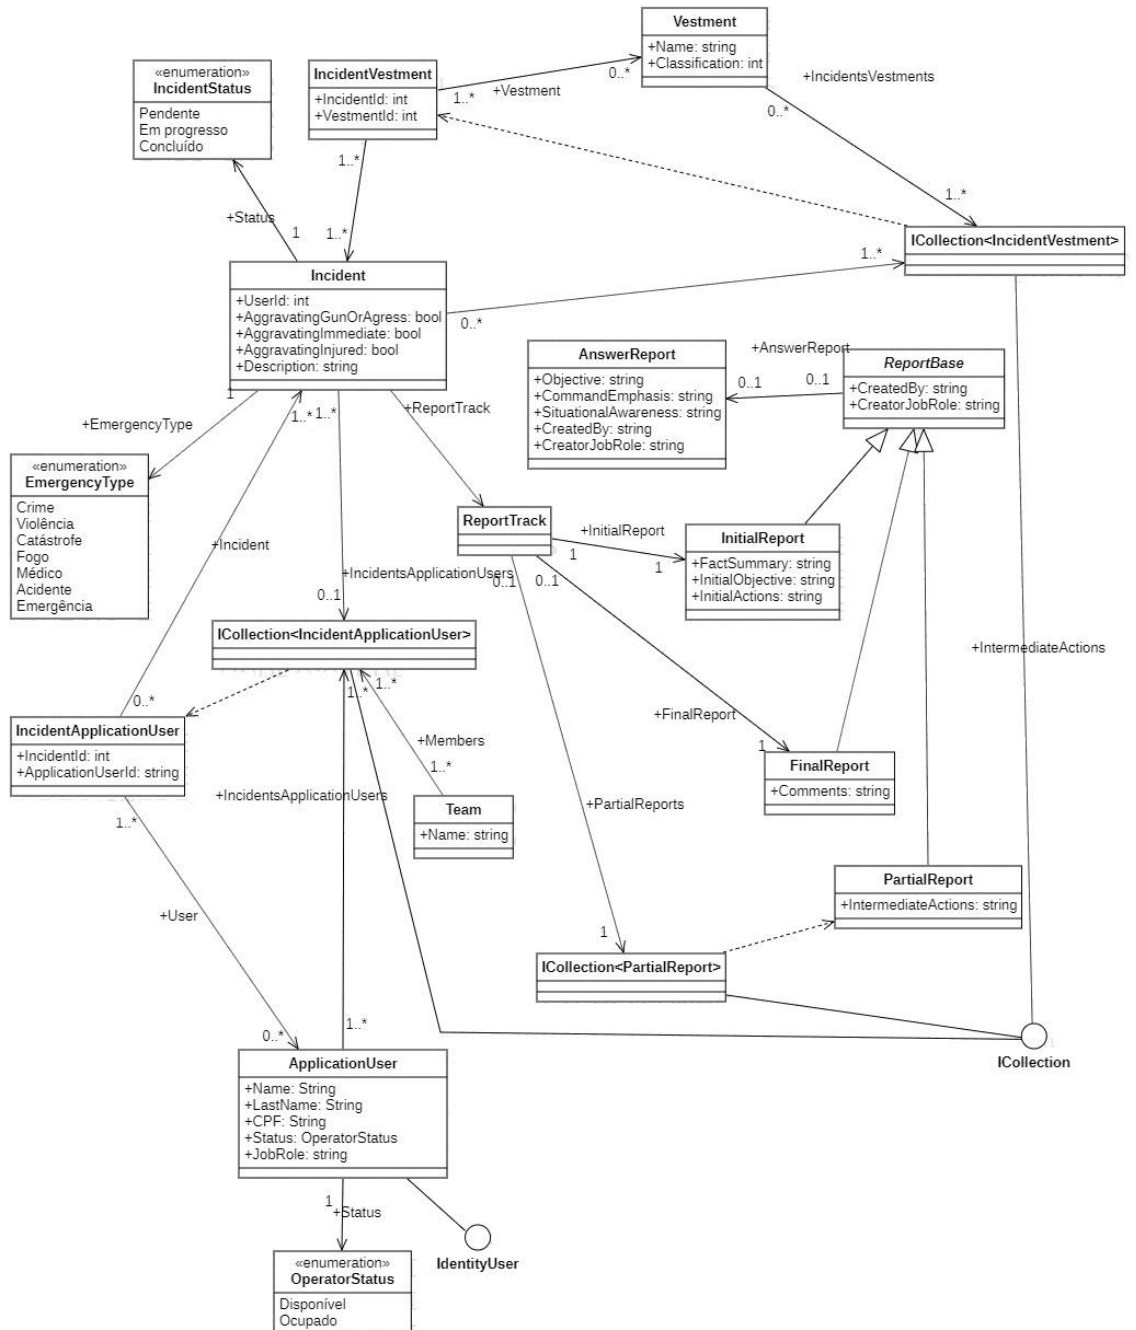 Vestment
+Name: string
+Classification: int
+IncidentsVestments
0..*
0..*
1..*
«enumeration»
IncidentStatus
Pendente
Em progresso
Concluído
IncidentVestment
+IncidentId: int
+VestmentId: int
1..*
+Vestment
1..*
1..*
+Status
1
ICollection<IncidentVestment>
1..*
0..*
Incident
+UserId: int
+AggravatingGunOrAgress: bool
+AggravatingImmediate: bool
+AggravatingInjured: bool
+Description: string
1
1..*
1..*
+ReportTrack
+EmergencyType
AnswerReport
+Objective: string
+CommandEmphasis: string
+SituationalAwareness: string
+CreatedBy: string
+CreatorJobRole: string
+AnswerReport
0..1
0..1
ReportBase
+CreatedBy: string
+CreatorJobRole: string
«enumeration»
EmergencyType
Crime
Violência
Catástrofe
Fogo
Médico
Acidente
Emergência
+Incident
ReportTrack
+InitialReport
1
1
0..1
0..1
InitialReport
+FactSummary: string
+InitialObjective: string
+InitialActions: string
+IncidentsApplicationUsers
0..1
ICollection<IncidentApplicationUser>
1..*
1..*
+IntermediateActions
0..*
IncidentApplicationUser
+IncidentId: int
+ApplicationUserId: string
1..*
+FinalReport
1
FinalReport
+Comments: string
+Members
1..*
Team
+Name: string
+IncidentsApplicationUsers
+PartialReports
PartialReport
+IntermediateActions: string
+User
1
ICollection<PartialReport>
ICollection
0..*
1..*
ApplicationUser
+Name: String
+LastName: String
+CPF: String
+Status: OperatorStatus
+JobRole: string
1
+Status
IdentityUser
«enumeration»
OperatorStatus
Disponível
Ocupado